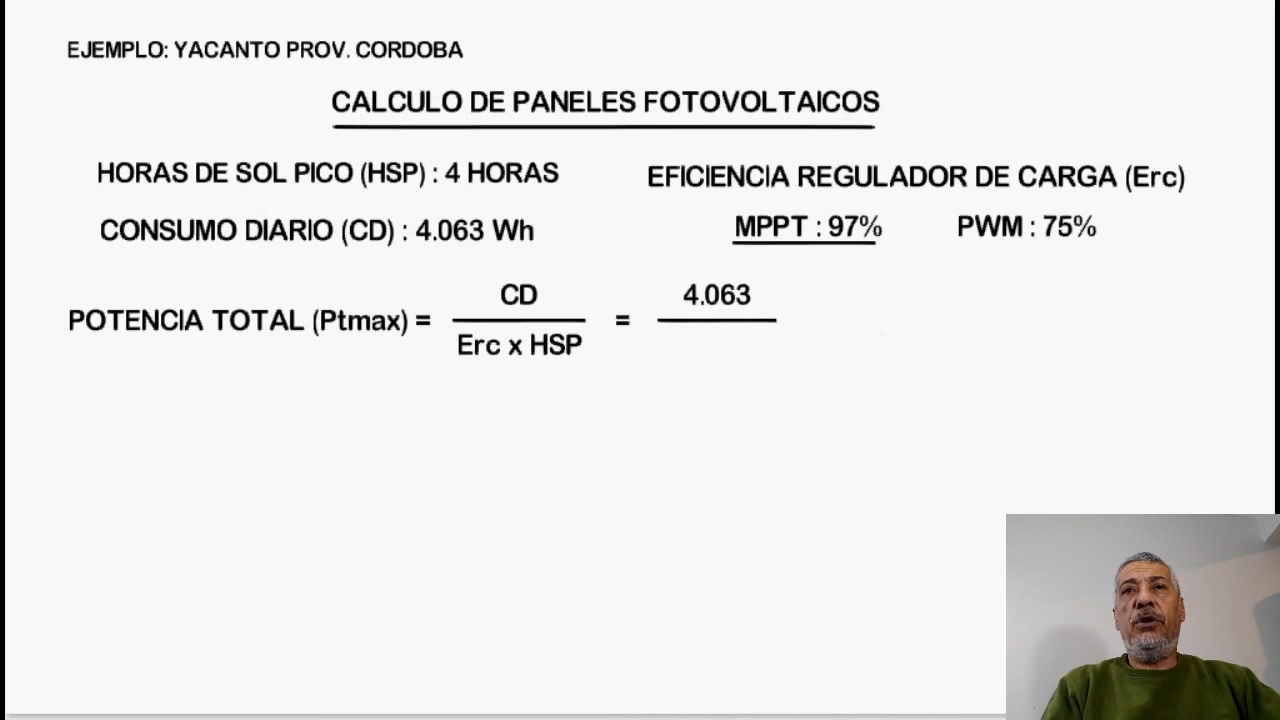 EJEMPLO: YACANTO PROV. CORDOBA
CALCULO DE PANELES FOTOVOLTAICOS
HORAS DE SOL PICO (HSP) : 4 HORAS
CONSUMO DIARIO (CD) : 4.063 Wh
EFICIENCIA REGULADOR DE CARGA (Erc)
MPPT : 97% PWM : 75%
POTENCIA TOTAL (Ptmax) = CD / Erc x HSP = 4.063